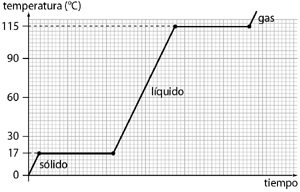 temperatura (°C)
gas
115
90
líquido
60
30
17
sólido
0
tiempo